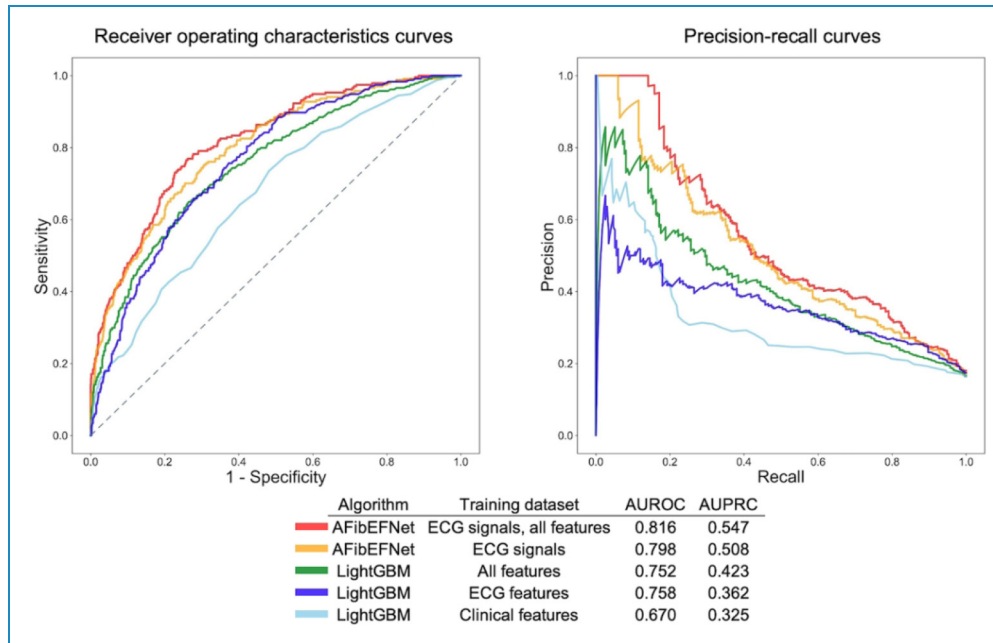 Receiver operating characteristics curves
1.0
0.8
0.6
0.4
0.2
0.0
Sensitivity
0.0 0.2 0.4 0.6 0.8 1.0
1 - Specificity
Precision-recall curves
1.0
0.8
0.6
0.4
0.2
0.0
Precision
0.0 0.2 0.4 0.6 0.8 1.0
Recall
Algorithm Training dataset AUROC AUPRC
AFibEFNet ECG signals, all features 0.816 0.547
AFibEFNet ECG signals 0.798 0.508
LightGBM All features 0.752 0.423
LightGBM ECG features 0.758 0.362
LightGBM Clinical features 0.670 0.325